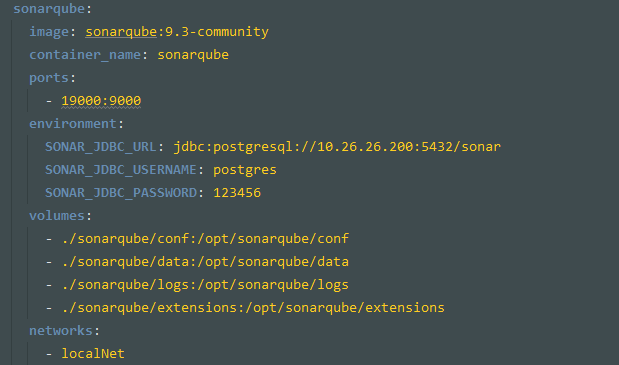 sonarqube:
image: sonarqube:9.3-community
container_name: sonarqube
ports:
- 19000:9000
environment:
SONAR_JDBC_URL: jdbc:postgresql://10.26.26.200:5432/sonar
SONAR_JDBC_USERNAME: postgres
SONAR_JDBC_PASSWORD: 123456
volumes:
- ./sonarqube/conf:/opt/sonarqube/conf
- ./sonarqube/data:/opt/sonarqube/data
- ./sonarqube/logs:/opt/sonarqube/logs
- ./sonarqube/extensions:/opt/sonarqube/extensions
networks:
- localNet